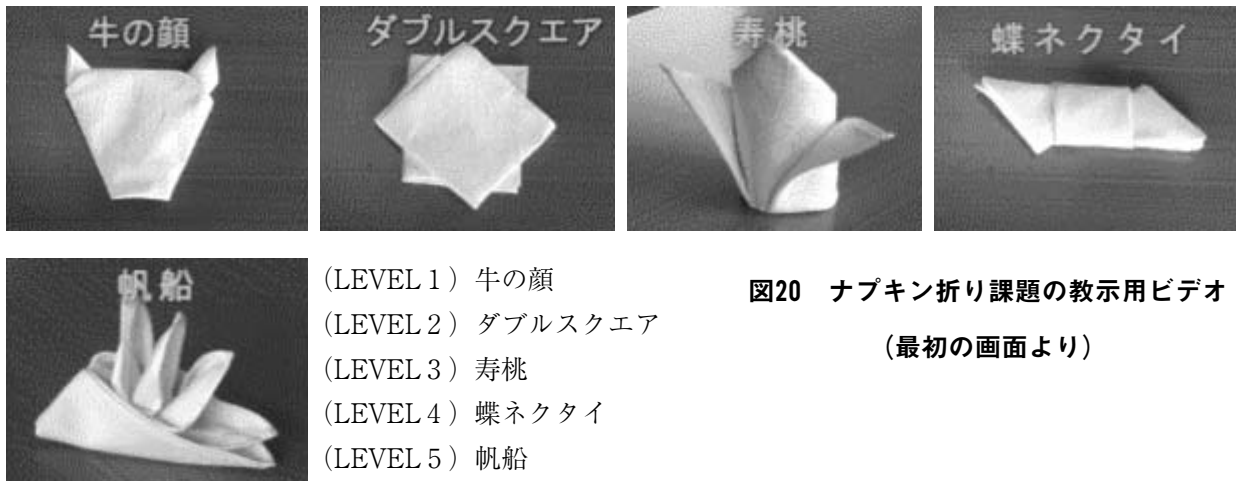 牛の顔
ダブルスクエア
寿桃
蝶ネクタイ
帆船
(LEVEL 1) 牛の顔
(LEVEL 2) ダブルスクエア
(LEVEL 3) 寿桃
(LEVEL 4) 蝶ネクタイ
(LEVEL 5) 帆船
図20 ナプキン折り課題の教示用ビデオ
(最初の画面より)